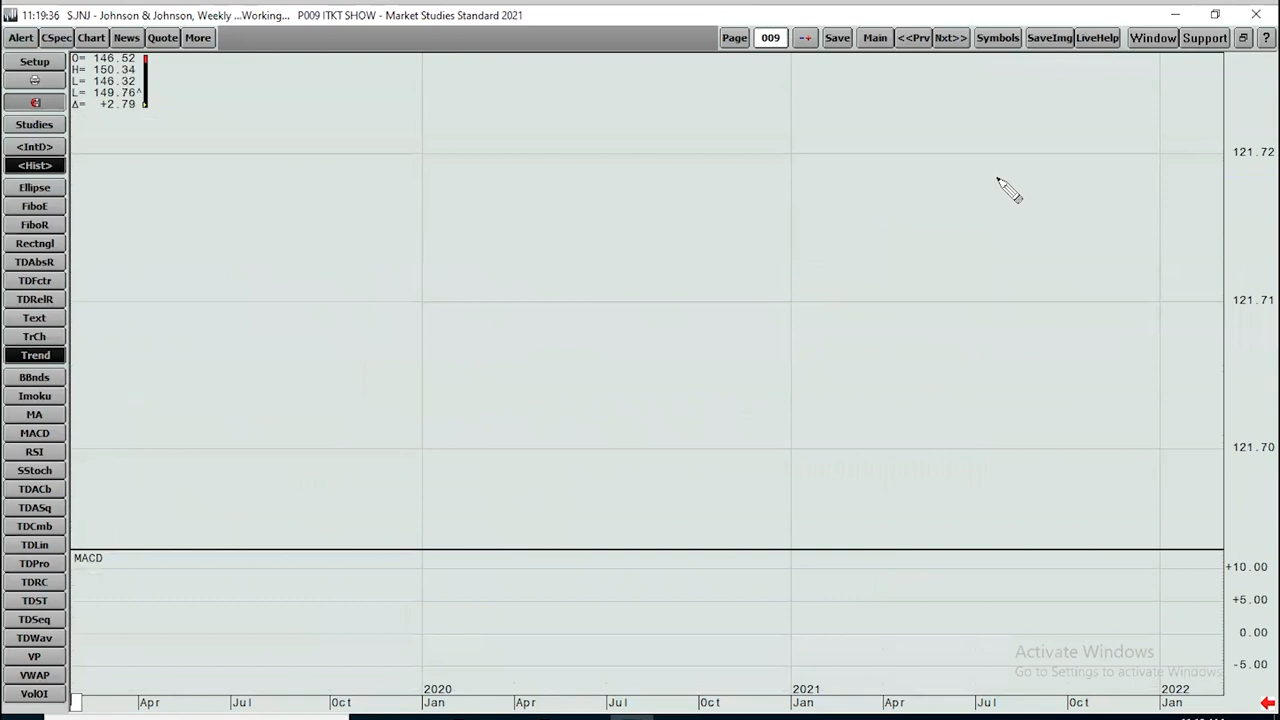 11:19:36 SJNJ - Johnson & Johnson, Weekly ...Working... P009 ITKT SHOW - Market Studies Standard 2021
Alert CSpec Chart News Quote More Page 009 Save Main <<Prv Nxt>> Symbols SaveImg LiveHelp Window Support ?
Setup
Studies
<IntD>
<Hist>
Ellipse
FiboE
FiboR
Rectngl
TDAbsR
TDFctr
TDRelR
Text
TrCh
Trend
BBnds
Imoku
MA
MACD
RSI
SStoch
TDACb
TDASq
TDCmb
TDLin
TDPro
TDRC
TDST
TDSeq
TDWav
VP
VWAP
VolOI
O= 146.52
H= 150.34
L= 146.32
L= 149.76^
Δ= +2.79
121.72
121.71
121.70
MACD
+10.00
+5.00
0.00
-5.00
Activate Windows
Go to Settings to activate Windows.
2020 2021 2022
Apr Jul Oct Jan Apr Jul Oct Jan Apr Jul Oct Jan